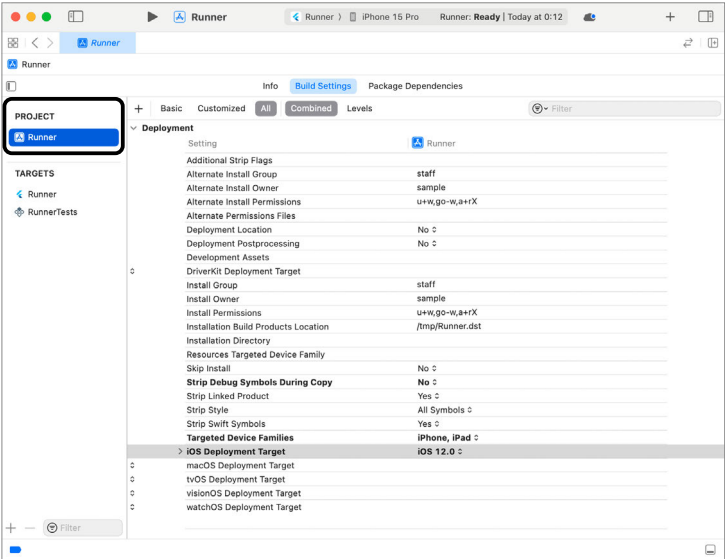 Runner
Runner 〉 iPhone 15 Pro Runner: Ready | Today at 0:12
Runner
Runner
Info Build Settings Package Dependencies
Basic Customized All Combined Levels Filter
PROJECT
Runner
TARGETS
Runner
RunnerTests
Deployment
Setting Runner
Additional Strip Flags
Alternate Install Group staff
Alternate Install Owner sample
Alternate Install Permissions u+w,go-w,a+rX
Alternate Permissions Files
Deployment Location No
Deployment Postprocessing No
Development Assets
DriverKit Deployment Target
Install Group staff
Install Owner sample
Install Permissions u+w,go-w,a+rX
Installation Build Products Location /tmp/Runner.dst
Installation Directory
Resources Targeted Device Family
Skip Install No
Strip Debug Symbols During Copy No
Strip Linked Product Yes
Strip Style All Symbols
Strip Swift Symbols Yes
Targeted Device Families iPhone, iPad
iOS Deployment Target iOS 12.0
macOS Deployment Target
tvOS Deployment Target
visionOS Deployment Target
watchOS Deployment Target
Filter